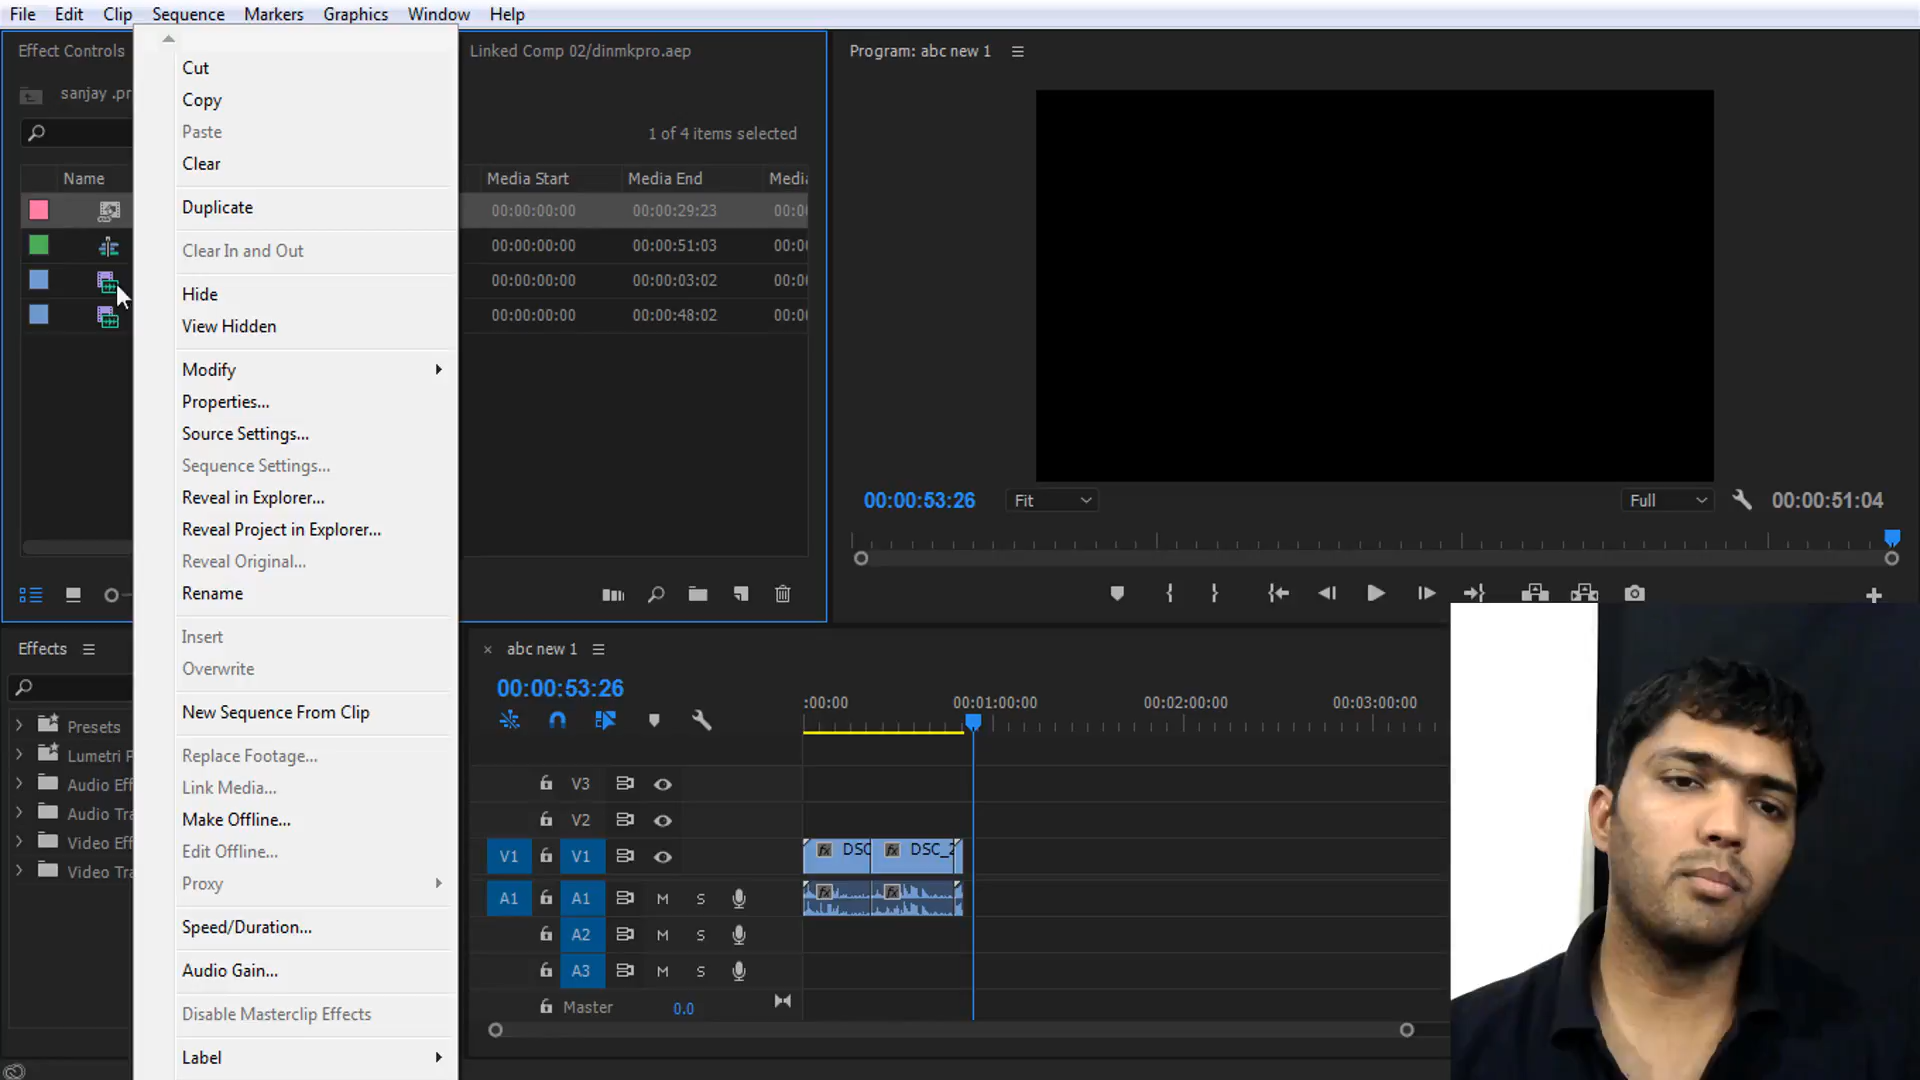 File Edit Clip Sequence Markers Graphics Window Help
Effect Controls
Linked Comp 02/dinmkpro.aep
Program: abc new 1
sanjay .pr
1 of 4 items selected
Name
Media Start Media End Media
00:00:00:00 00:00:29:23 00:0
00:00:00:00 00:00:51:03 00:0
00:00:00:00 00:00:03:02 00:0
00:00:00:00 00:00:48:02 00:0
Cut
Copy
Paste
Clear
Duplicate
Clear In and Out
Hide
View Hidden
Modify
Properties...
Source Settings...
Sequence Settings...
Reveal in Explorer...
Reveal Project in Explorer...
Reveal Original...
Rename
Insert
Overwrite
New Sequence From Clip
Replace Footage...
Link Media...
Make Offline...
Edit Offline...
Proxy
Speed/Duration...
Audio Gain...
Disable Masterclip Effects
Label
00:00:53:26 Fit Full 00:00:51:04
Effects
Presets
Lumetri P
Audio Eff
Audio Tra
Video Eff
Video Tra
× abc new 1
00:00:53:26
:00:00 00:01:00:00 00:02:00:00 00:03:00:00
V3
V2
V1 V1 fx DSC fx DSC_2
A1 A1 M S fx fx
A2 M S
A3 M S
Master 0.0